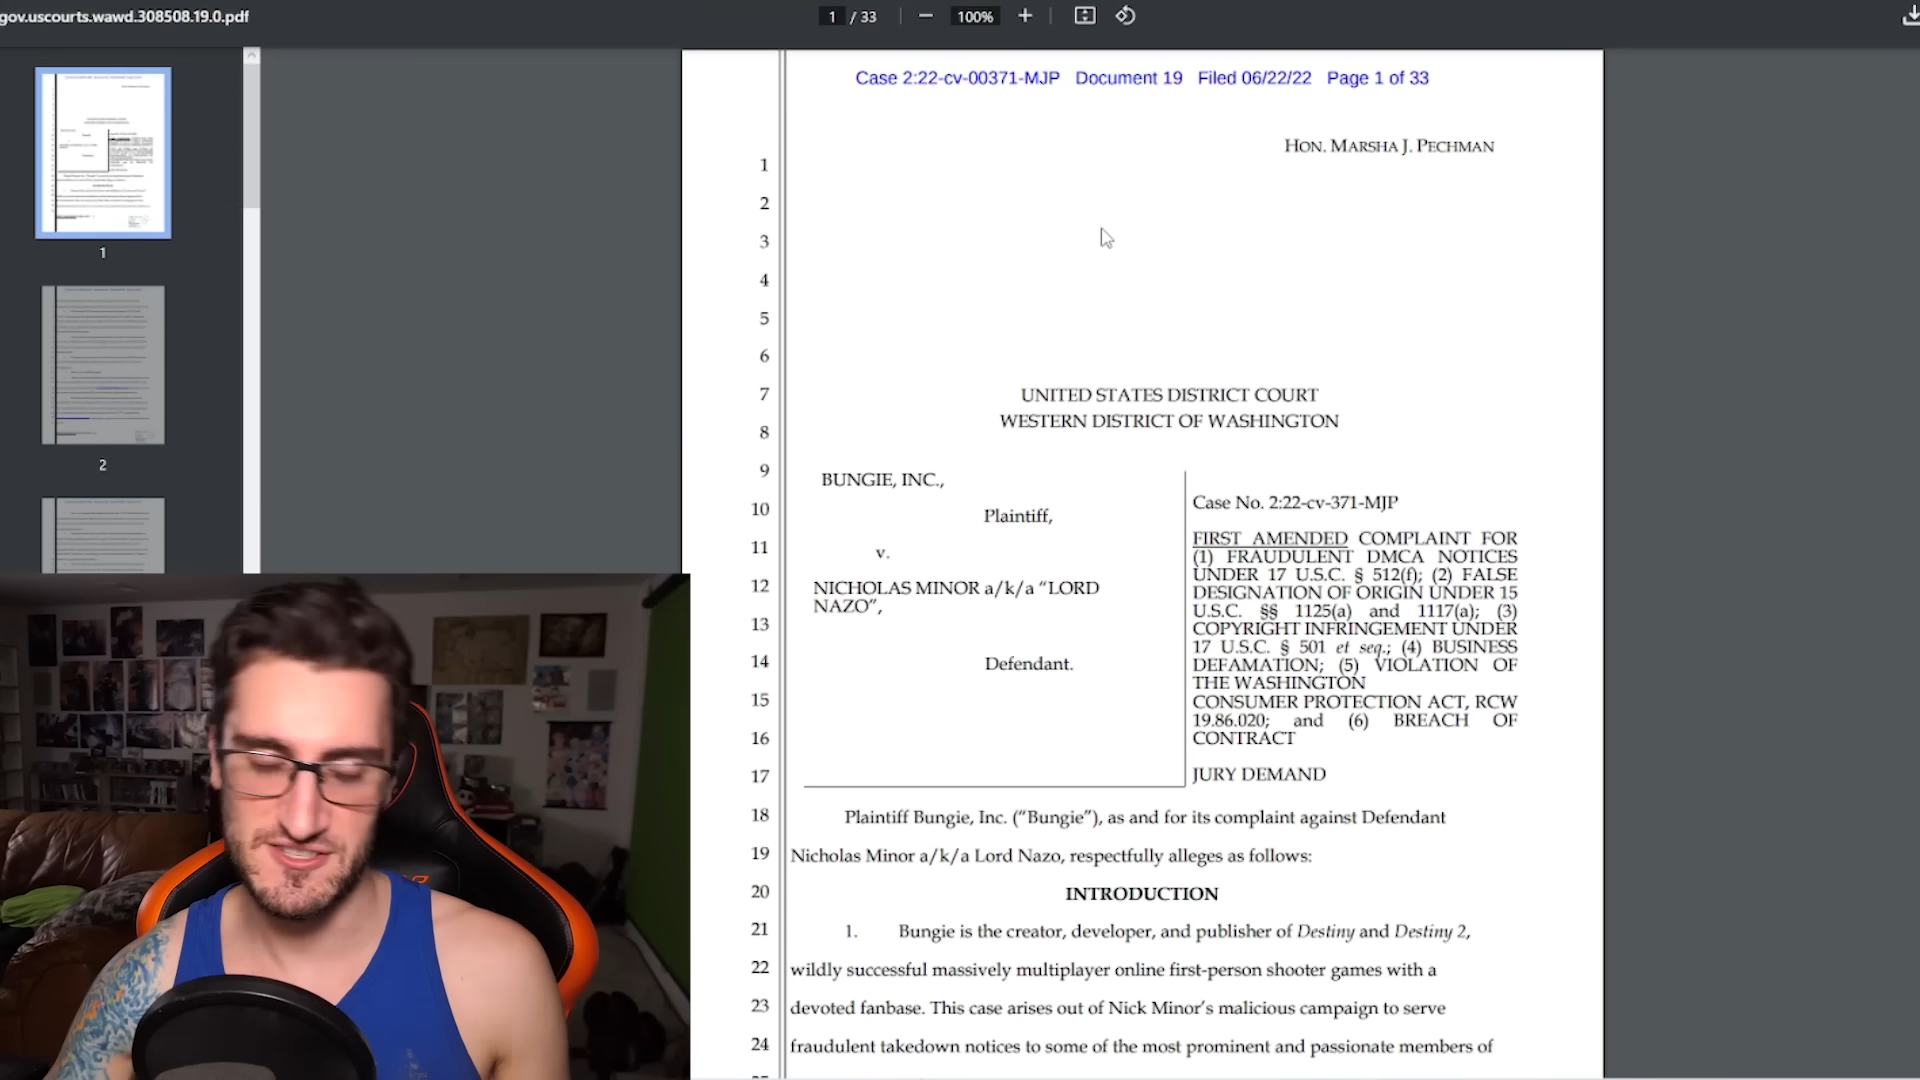 gov.uscourts.wawd.308508.19.0.pdf
1 / 33 — 100% +
Case 2:22-cv-00371-MJP Document 19 Filed 06/22/22 Page 1 of 33
HON. MARSHA J. PECHMAN
1
2
3
4
5
6
7 UNITED STATES DISTRICT COURT
8 WESTERN DISTRICT OF WASHINGTON
9 BUNGIE, INC.,
10 Plaintiff,
11 v.
12 NICHOLAS MINOR a/k/a “LORD
NAZO”,
13
14 Defendant.
15
16
17
Case No. 2:22-cv-371-MJP
FIRST AMENDED COMPLAINT FOR
(1) FRAUDULENT DMCA NOTICES
UNDER 17 U.S.C. § 512(f); (2) FALSE
DESIGNATION OF ORIGIN UNDER 15
U.S.C. §§ 1125(a) and 1117(a); (3)
COPYRIGHT INFRINGEMENT UNDER
17 U.S.C. § 501 et seq.; (4) BUSINESS
DEFAMATION; (5) VIOLATION OF
THE WASHINGTON
CONSUMER PROTECTION ACT, RCW
19.86.020; and (6) BREACH OF
CONTRACT
JURY DEMAND
18 Plaintiff Bungie, Inc. (“Bungie”), as and for its complaint against Defendant
19 Nicholas Minor a/k/a Lord Nazo, respectfully alleges as follows:
20 INTRODUCTION
21 1. Bungie is the creator, developer, and publisher of Destiny and Destiny 2,
22 wildly successful massively multiplayer online first-person shooter games with a
23 devoted fanbase. This case arises out of Nick Minor’s malicious campaign to serve
24 fraudulent takedown notices to some of the most prominent and passionate members of
1
2